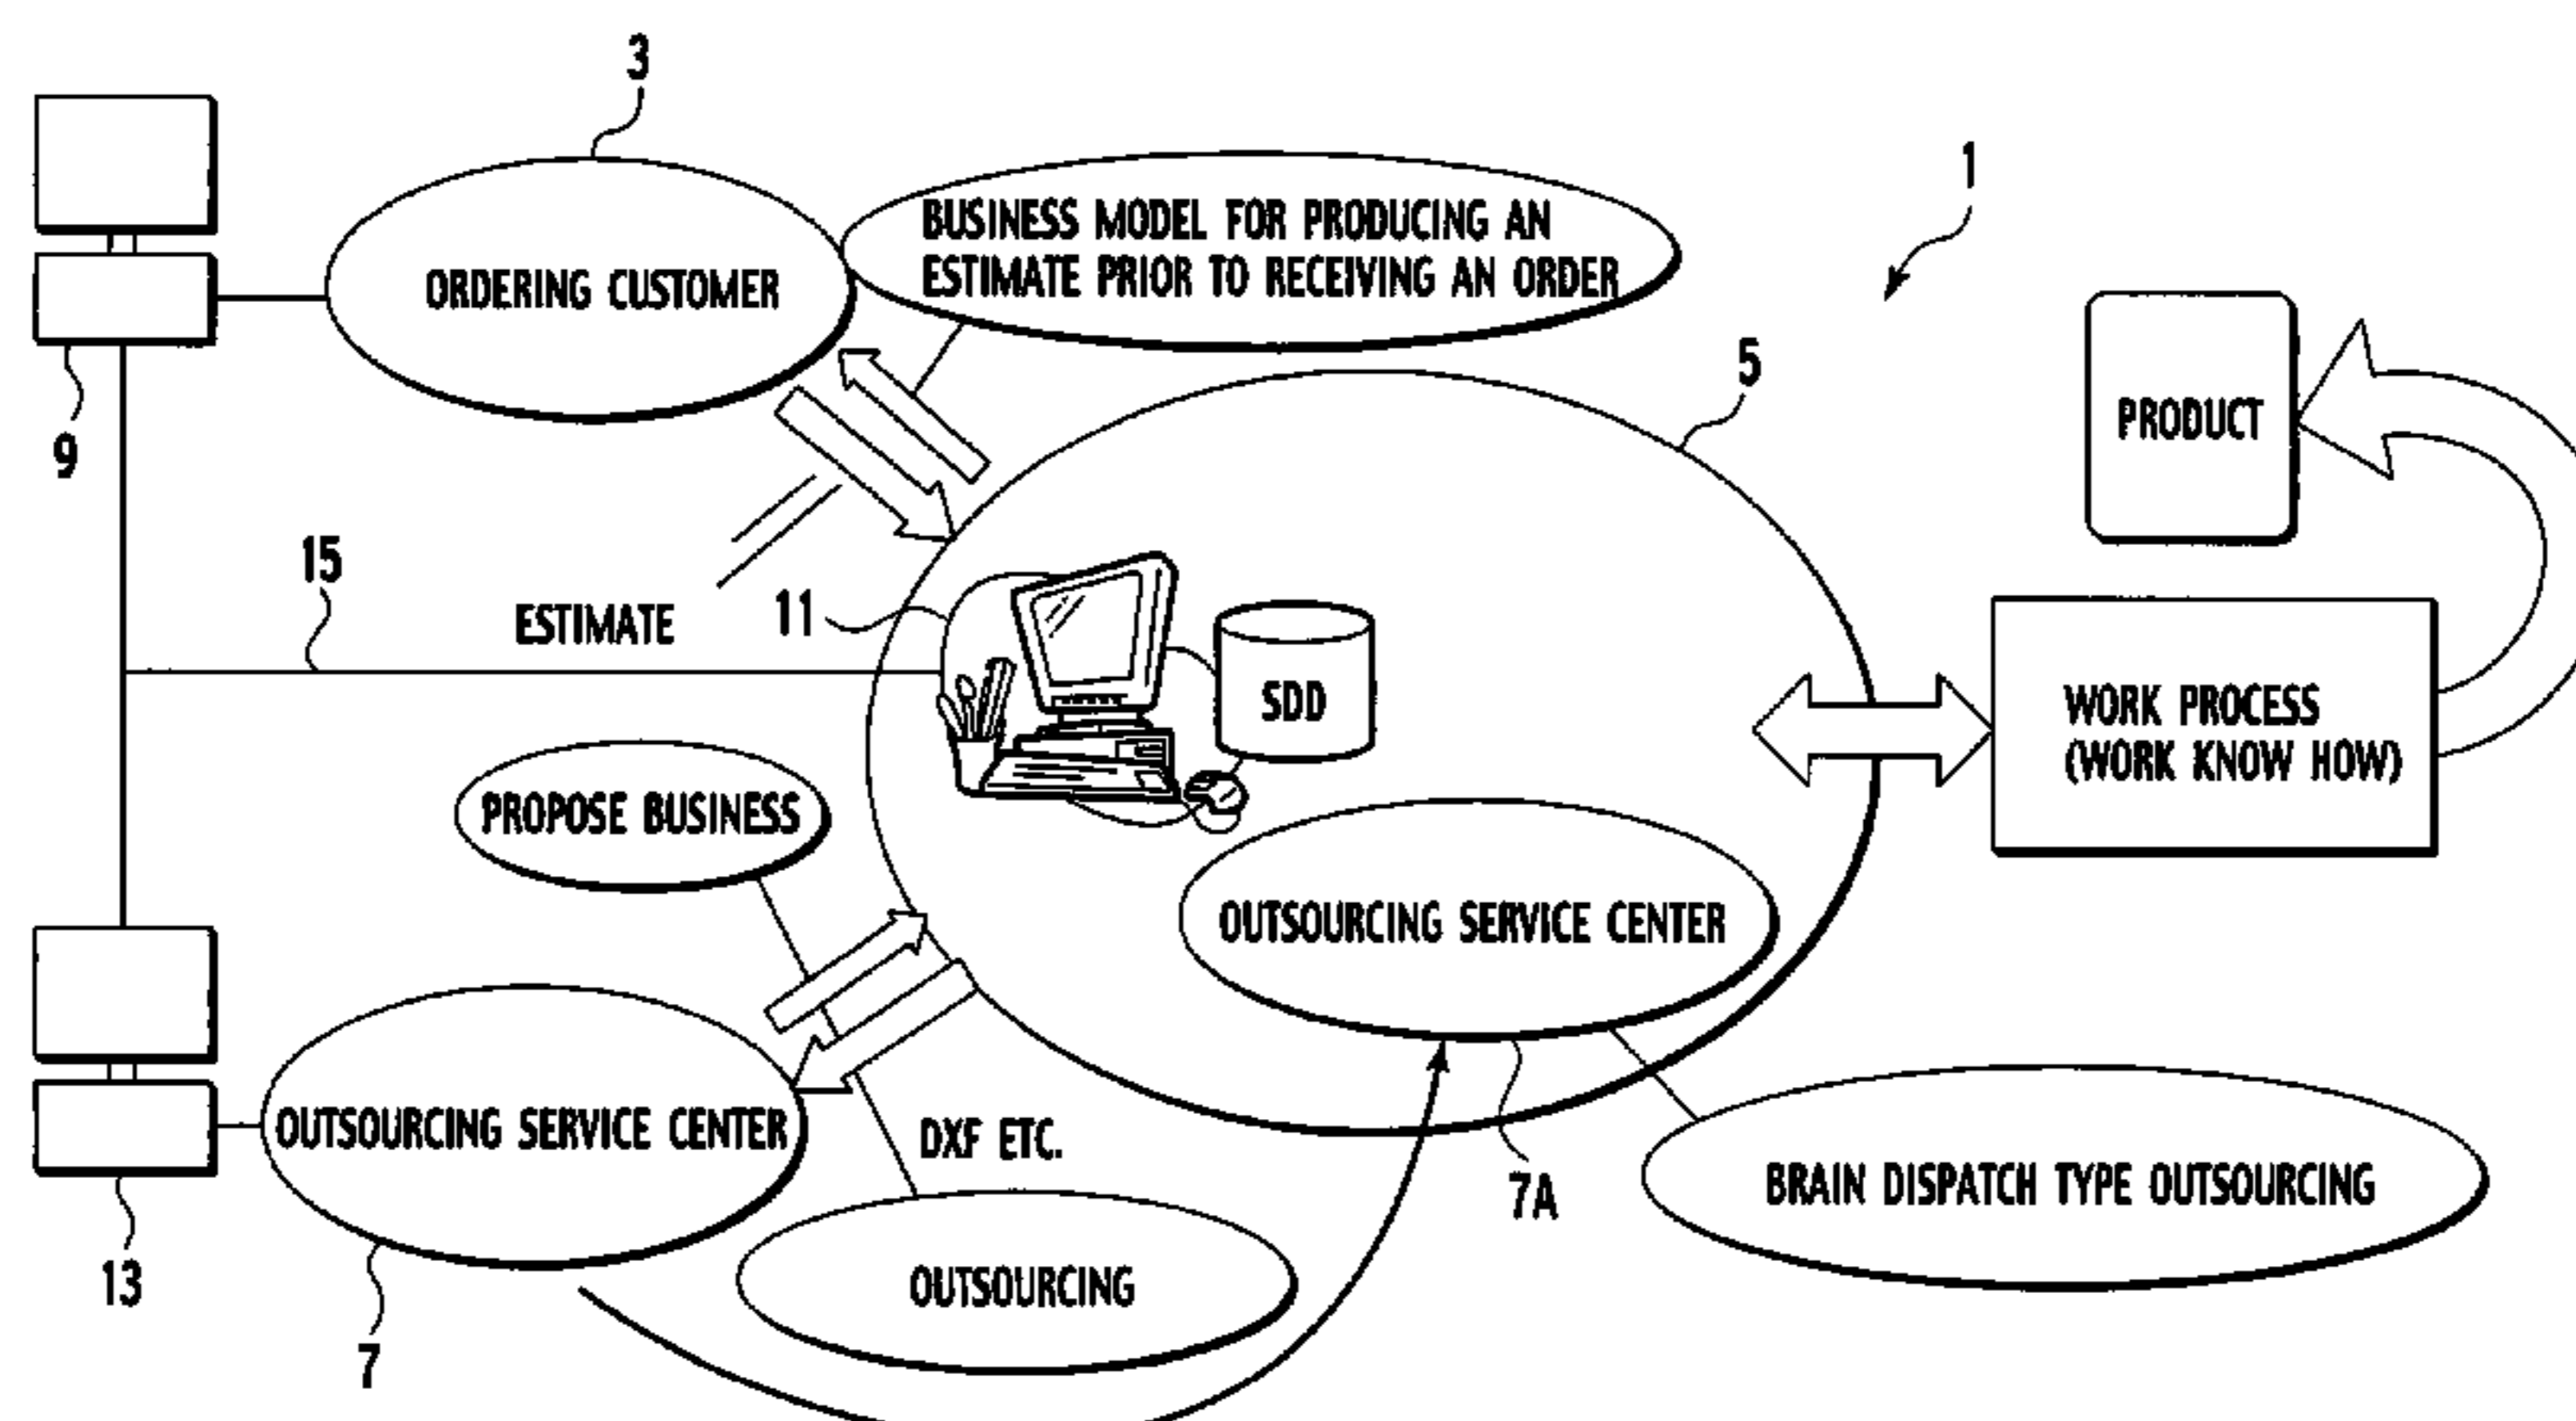 3
1
BUSINESS MODEL FOR PRODUCING AN
ESTIMATE PRIOR TO RECEIVING AN ORDER
ORDERING CUSTOMER
5
PRODUCT
9
15
ESTIMATE
11
SDD
WORK PROCESS
(WORK KNOW HOW)
PROPOSE BUSINESS
OUTSOURCING SERVICE CENTER
OUTSOURCING SERVICE CENTER
DXF ETC.
7A
BRAIN DISPATCH TYPE OUTSOURCING
13
OUTSOURCING
7